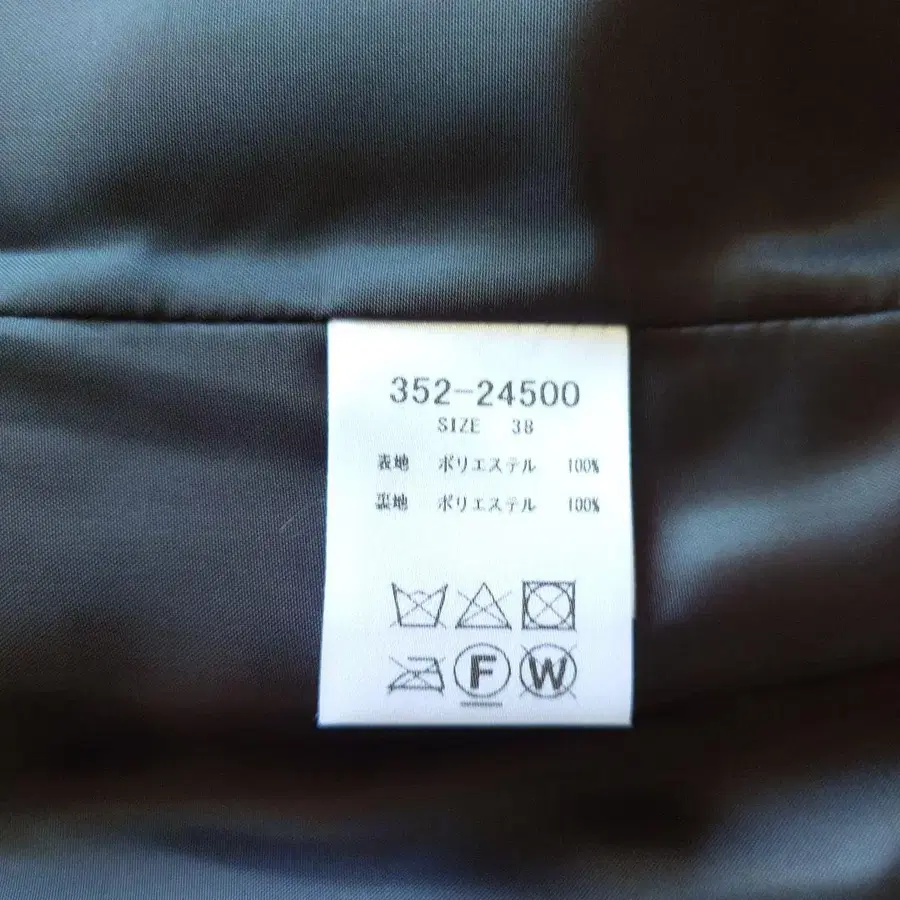 352-24500
SIZE 38
表地 ポリエステル 100%
裏地 ポリエステル 100%
F W